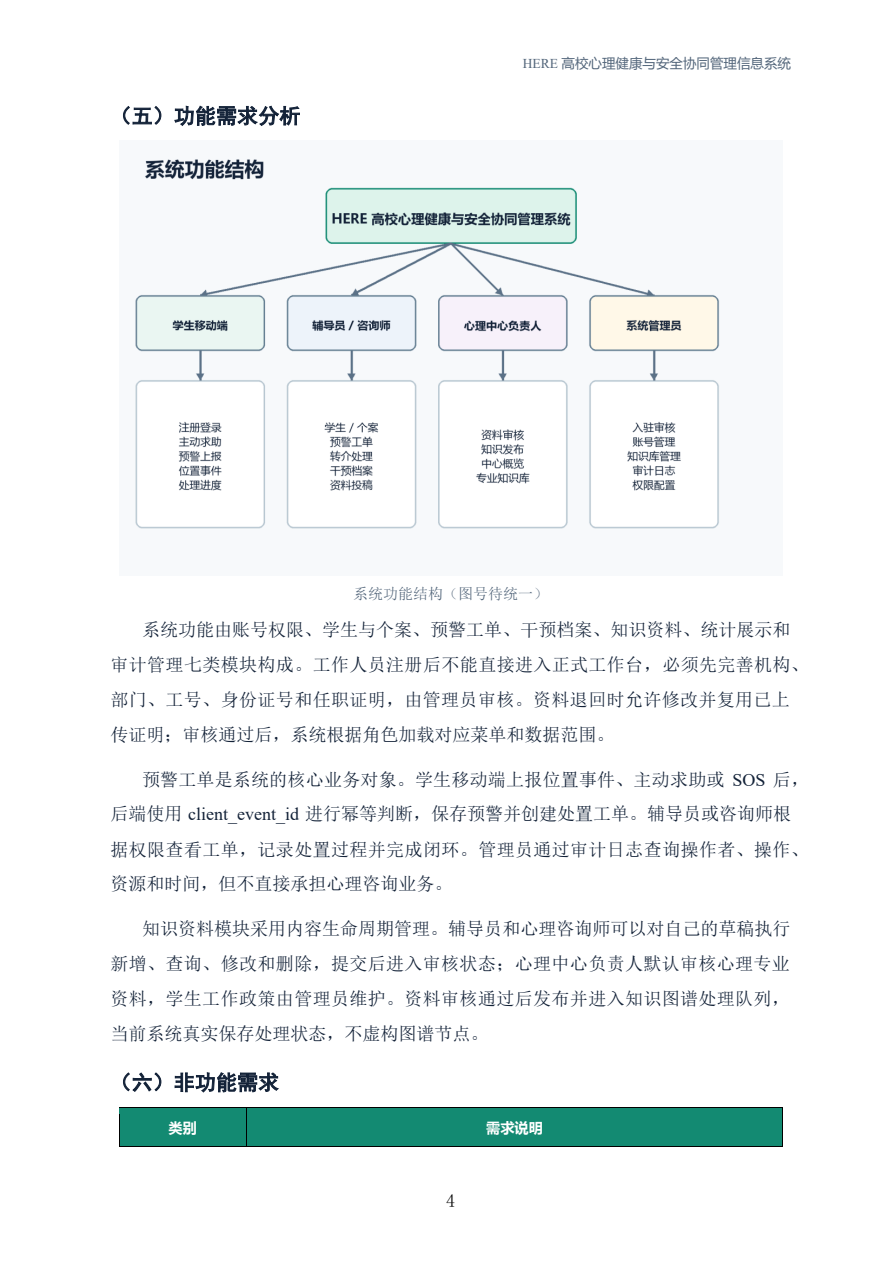 HERE 高校心理健康与安全协同管理信息系统
（五）功能需求分析
系统功能结构
HERE 高校心理健康与安全协同管理系统
学生移动端
辅导员 / 咨询师
心理中心负责人
系统管理员
注册登录
主动求助
预警上报
位置事件
处理进度
学生 / 个案
预警工单
转介处理
干预档案
资料投稿
资料审核
知识发布
中心概览
专业知识库
入驻审核
账号管理
知识库管理
审计日志
权限配置
系统功能结构（图号待统一）
系统功能由账号权限、学生与个案、预警工单、干预档案、知识资料、统计展示和
审计管理七类模块构成。工作人员注册后不能直接进入正式工作台，必须先完善机构、
部门、工号、身份证号和任职证明，由管理员审核。资料退回时允许修改并复用已上
传证明；审核通过后，系统根据角色加载对应菜单和数据范围。
预警工单是系统的核心业务对象。学生移动端上报位置事件、主动求助或 SOS 后，
后端使用 client_event_id 进行幂等判断，保存预警并创建处置工单。辅导员或咨询师根
据权限查看工单，记录处置过程并完成闭环。管理员通过审计日志查询操作者、操作、
资源和时间，但不直接承担心理咨询业务。
知识资料模块采用内容生命周期管理。辅导员和心理咨询师可以对自己的草稿执行
新增、查询、修改和删除，提交后进入审核状态；心理中心负责人默认审核心理专业
资料，学生工作政策由管理员维护。资料审核通过后发布并进入知识图谱处理队列，
当前系统真实保存处理状态，不虚构图谱节点。
（六）非功能需求
类别
需求说明
4